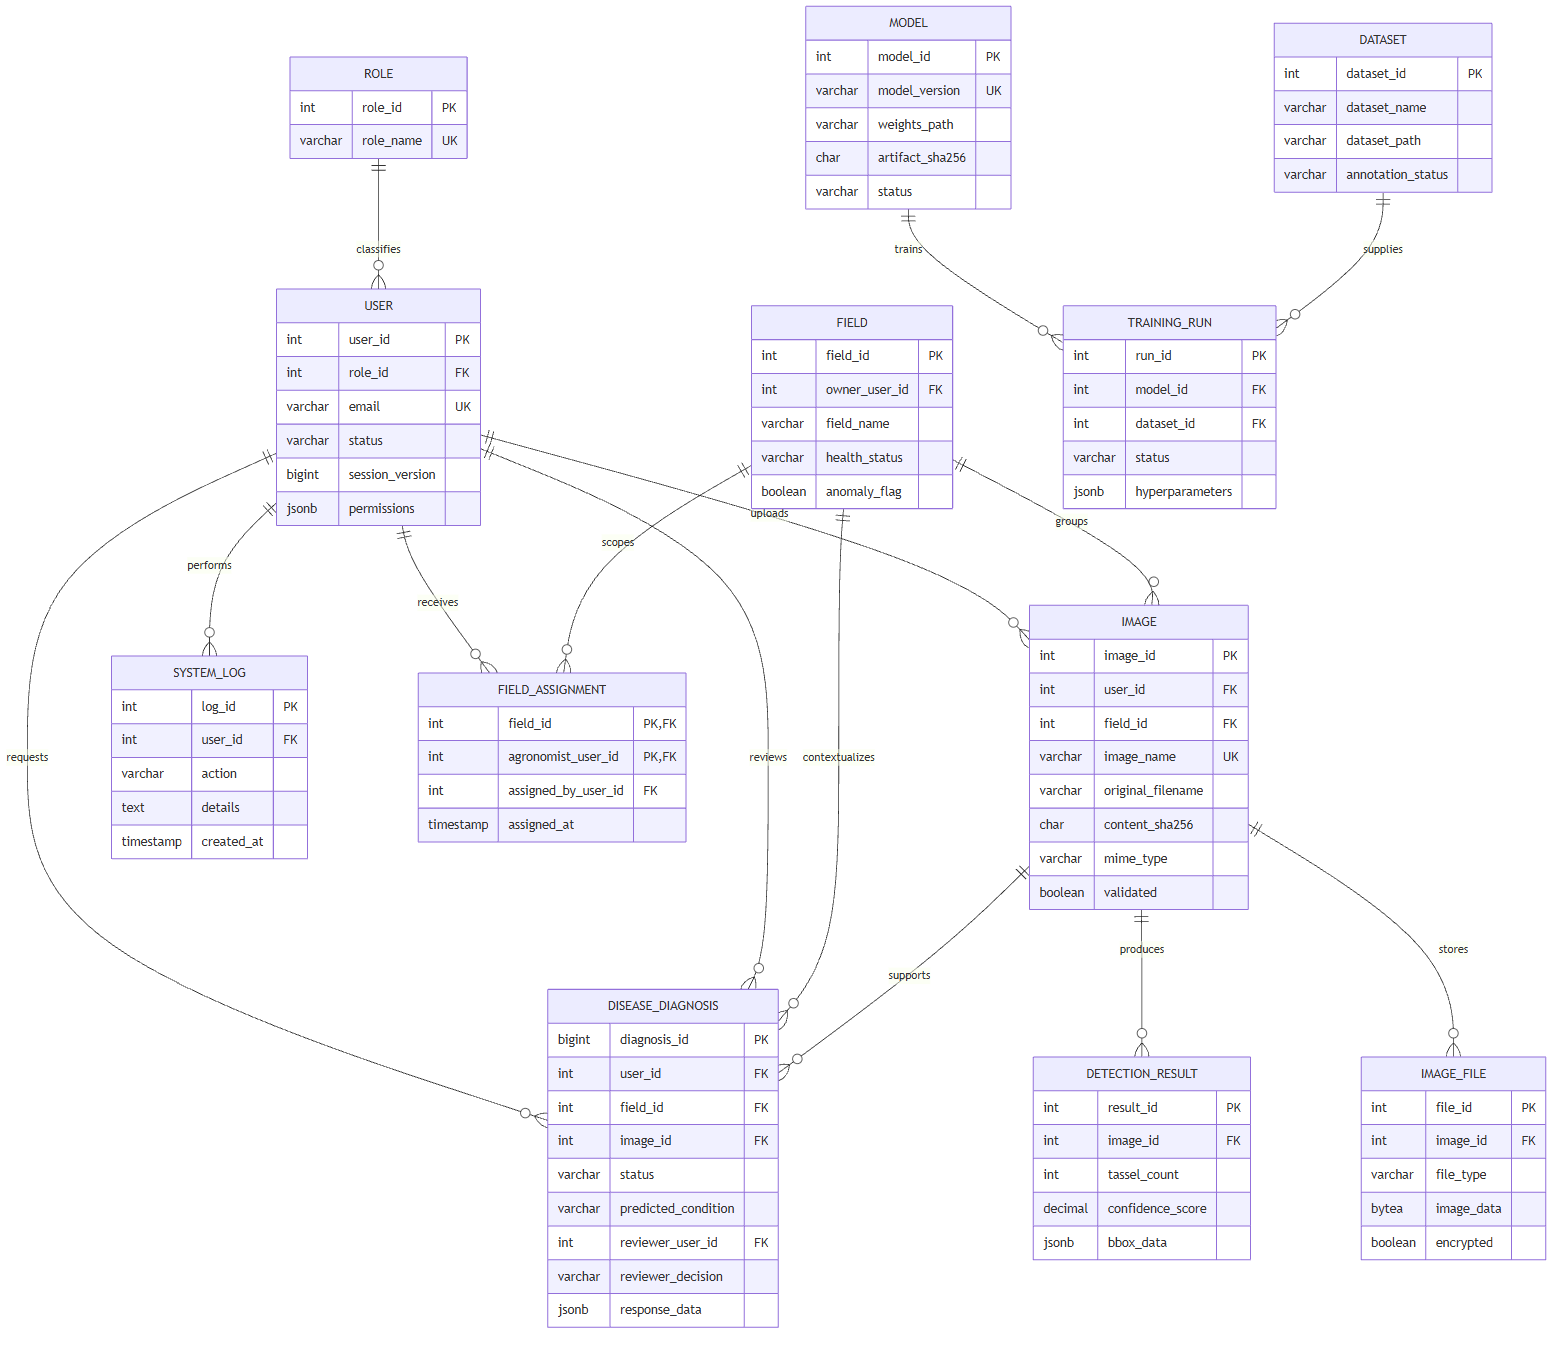 MODEL
int model_id PK
varchar model_version UK
varchar weights_path
char artifact_sha256
varchar status
DATASET
int dataset_id PK
varchar dataset_name
varchar dataset_path
varchar annotation_status
ROLE
int role_id PK
varchar role_name UK
classifies
trains
supplies
USER
int user_id PK
int role_id FK
varchar email UK
varchar status
bigint session_version
jsonb permissions
FIELD
int field_id PK
int owner_user_id FK
varchar field_name
varchar health_status
boolean anomaly_flag
TRAINING_RUN
int run_id PK
int model_id FK
int dataset_id FK
varchar status
jsonb hyperparameters
uploads
groups
scopes
performs
receives
IMAGE
int image_id PK
int user_id FK
int field_id FK
varchar image_name UK
varchar original_filename
char content_sha256
varchar mime_type
boolean validated
SYSTEM_LOG
int log_id PK
int user_id FK
varchar action
text details
timestamp created_at
FIELD_ASSIGNMENT
int field_id PK,FK
int agronomist_user_id PK,FK
int assigned_by_user_id FK
timestamp assigned_at
requests
reviews
contextualizes
produces
stores
supports
DISEASE_DIAGNOSIS
bigint diagnosis_id PK
int user_id FK
int field_id FK
int image_id FK
varchar status
varchar predicted_condition
int reviewer_user_id FK
varchar reviewer_decision
jsonb response_data
DETECTION_RESULT
int result_id PK
int image_id FK
int tassel_count
decimal confidence_score
jsonb bbox_data
IMAGE_FILE
int file_id PK
int image_id FK
varchar file_type
bytea image_data
boolean encrypted